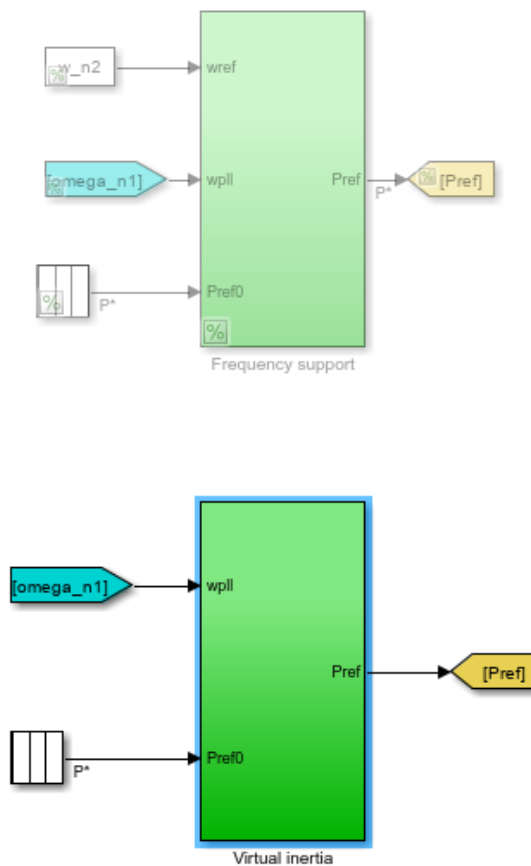 w_n2
wref
[omega_n1]
wpll
Pref
P*
[Pref]
Pref0
P*
Frequency support
[omega_n1]
wpll
Pref
[Pref]
Pref0
P*
Virtual inertia